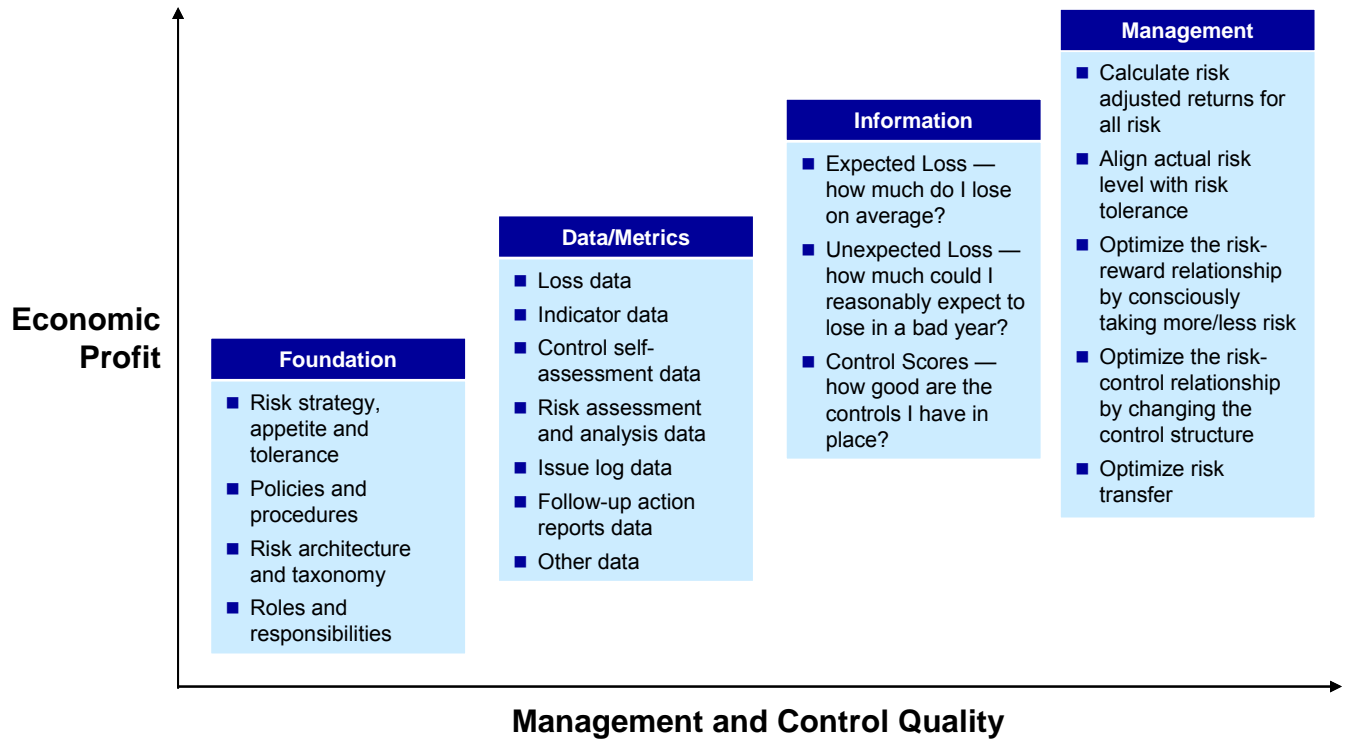 Economic
Profit
Foundation
Risk strategy,
appetite and
tolerance
Policies and
procedures
Risk architecture
and taxonomy
Roles and
responsibilities
Data/Metrics
Loss data
Indicator data
Control self-
assessment data
Risk assessment
and analysis data
Issue log data
Follow-up action
reports data
Other data
Information
Expected Loss —
how much do I lose
on average?
Unexpected Loss —
how much could I
reasonably expect to
lose in a bad year?
Control Scores —
how good are the
controls I have in
place?
Management
Calculate risk
adjusted returns for
all risk
Align actual risk
level with risk
tolerance
Optimize the risk-
reward relationship
by consciously
taking more/less risk
Optimize the risk-
control relationship
by changing the
control structure
Optimize risk
transfer
Management and Control Quality